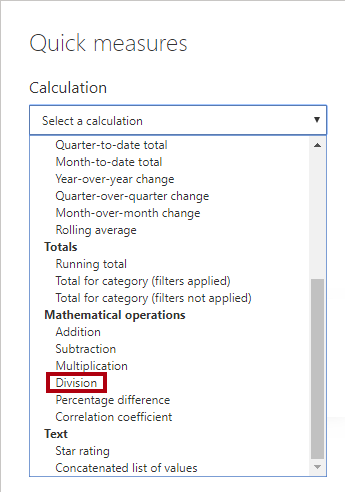 Quick measures
Calculation
Select a calculation
Quarter-to-date total
Month-to-date total
Year-over-year change
Quarter-over-quarter change
Month-over-month change
Rolling average
Totals
Running total
Total for category (filters applied)
Total for category (filters not applied)
Mathematical operations
Addition
Subtraction
Multiplication
Division
Percentage difference
Correlation coefficient
Text
Star rating
Concatenated list of values